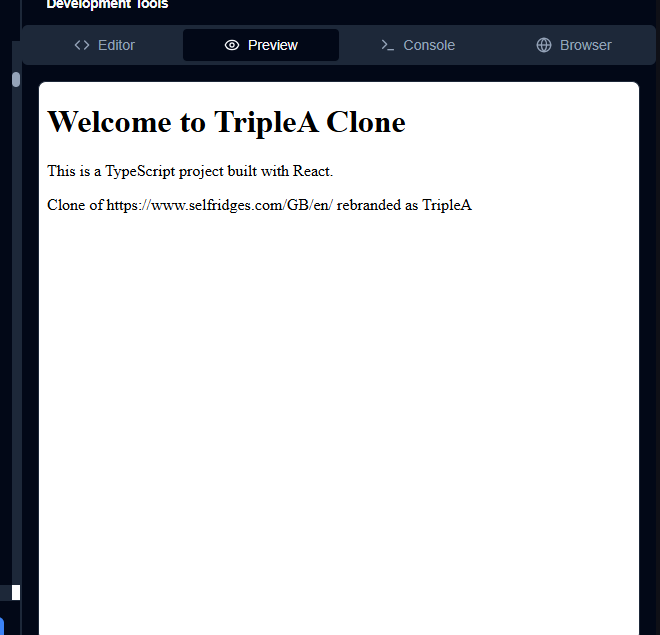 Development Tools
Editor
Preview
Console
Browser
Welcome to TripleA Clone
This is a TypeScript project built with React.
Clone of https://www.selfridges.com/GB/en/ rebranded as TripleA